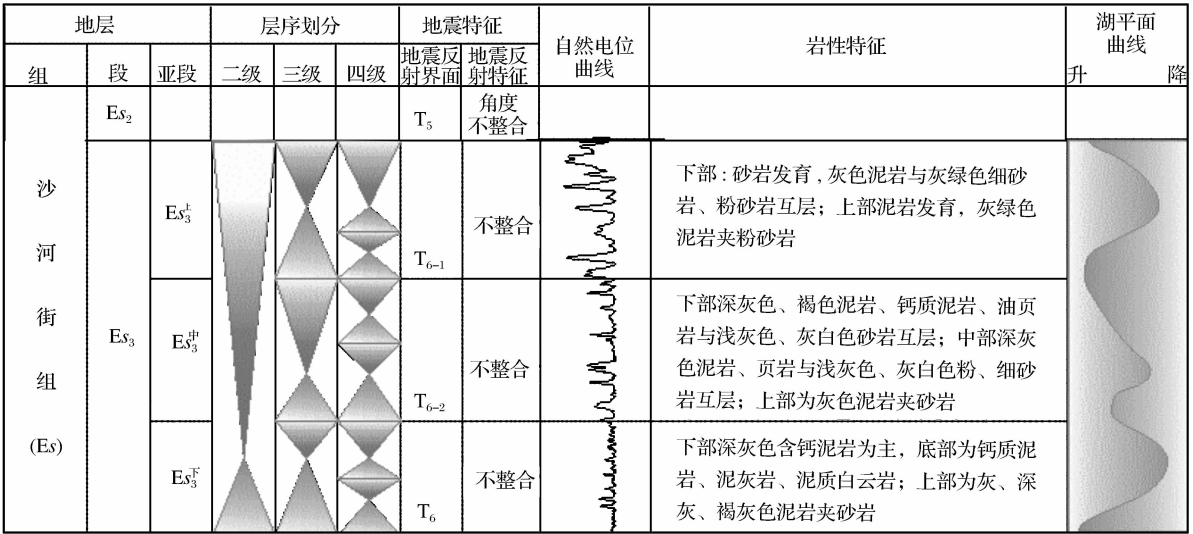 地层
层序划分
地震特征
自然电位
曲线
岩性特征
湖平面
曲线
组
段
亚段
二级
三级
四级
地震反
射界面
地震反
射特征
升
降
Es₂
T₅
角度
不整合
沙
河
街
组
(Es)
Es₃
Es₃上
T₆₋₁
不整合
下部:砂岩发育,灰色泥岩与灰绿色细砂
岩、粉砂岩互层;上部泥岩发育,灰绿色
泥岩夹粉砂岩
Es₃中
T₆₋₂
不整合
下部深灰色、褐色泥岩、钙质泥岩、油页
岩与浅灰色、灰白色砂岩互层;中部深灰
色泥岩、页岩与浅灰色、灰白色粉、细砂
岩互层;上部为灰色泥岩夹砂岩
Es₃下
T₆
不整合
下部深灰色含钙泥岩为主,底部为钙质泥
岩、泥灰岩、泥质白云岩;上部为灰、深
灰、褐灰色泥岩夹砂岩